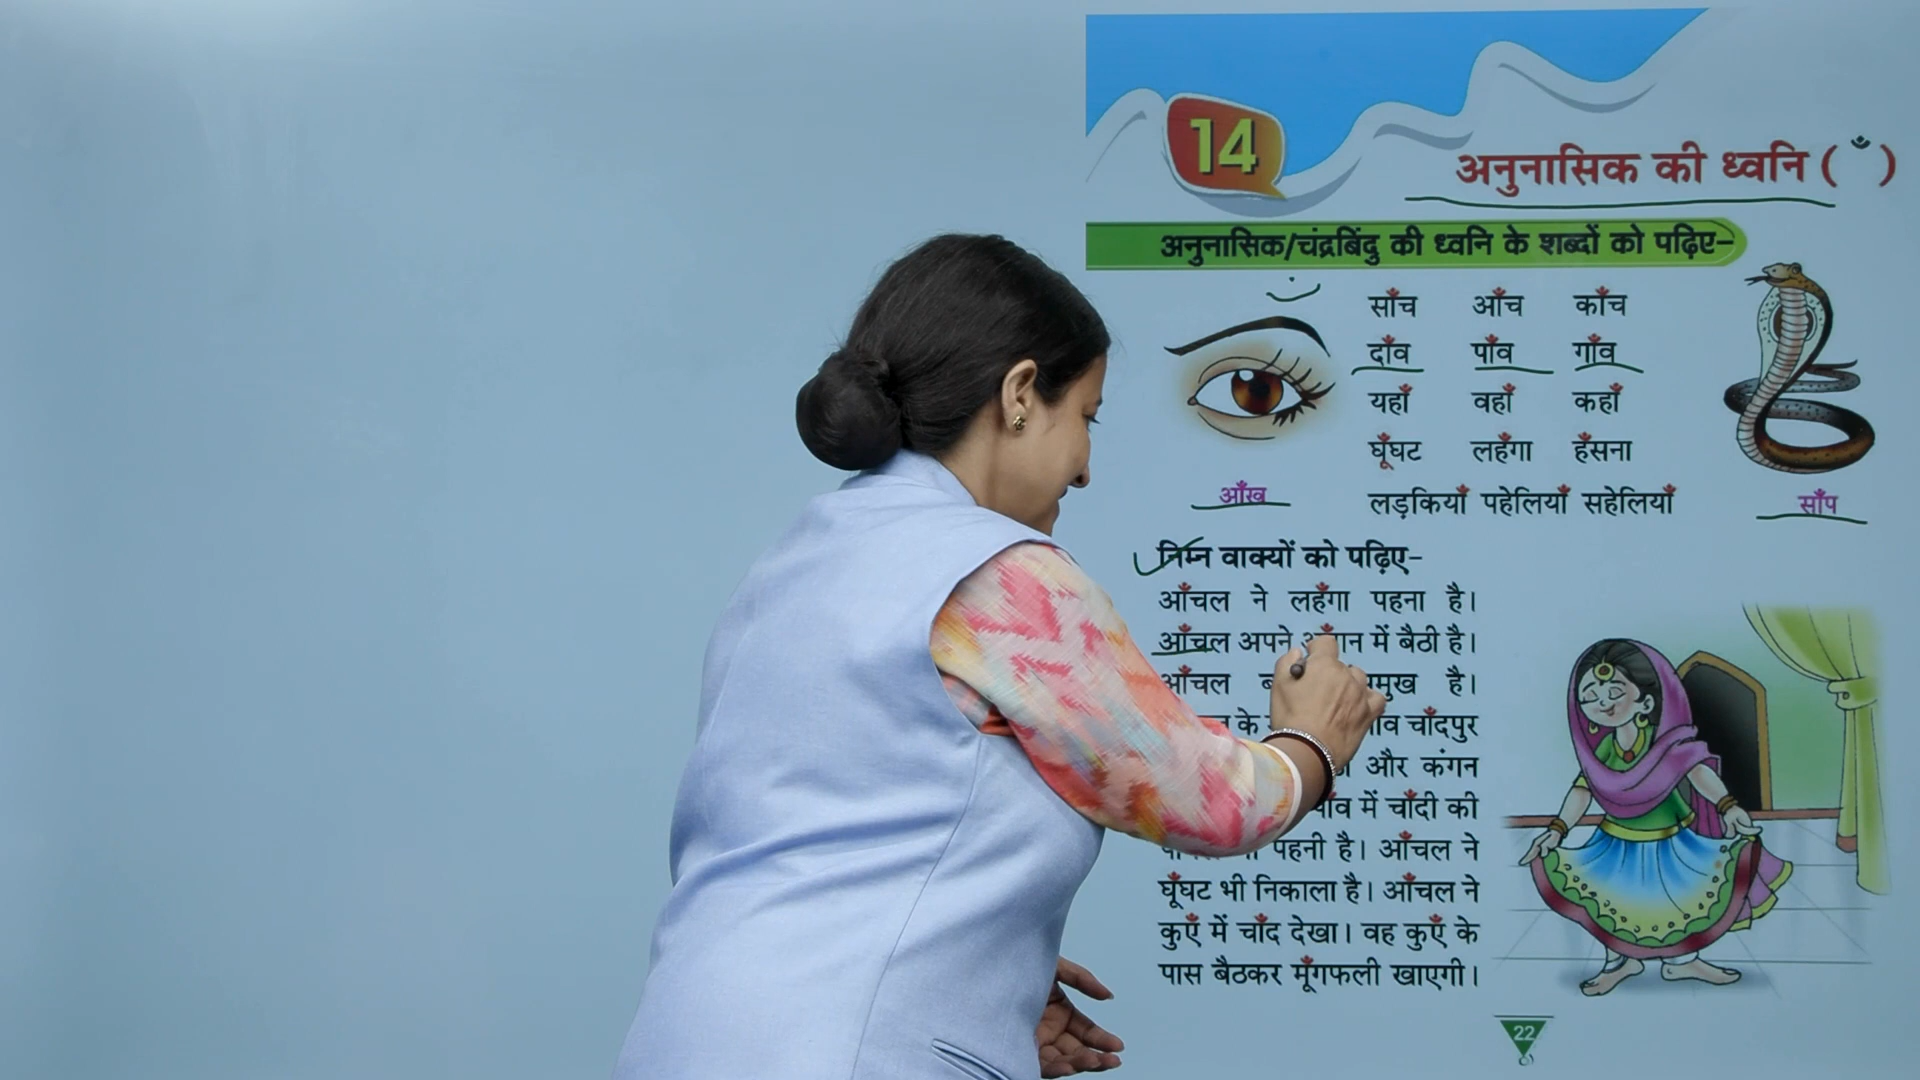 14
अनुनासिक की ध्वनि ( ँ )
अनुनासिक/चंद्रबिंदु की ध्वनि के शब्दों को पढ़िए–
साँच आँच काँच
दाँव पाँव गाँव
यहाँ वहाँ कहाँ
घूँघट लहँगा हँसना
आँख लड़कियाँ पहेलियाँ सहेलियाँ साँप
निम्न वाक्यों को पढ़िए–
आँचल ने लहँगा पहना है।
आँचल अपने में बैठी है।
आँचल है।
के चाँदपुर
और कंगन
पाँव में चाँदी की
पहनी है। आँचल ने
घूँघट भी निकाला है। आँचल ने
कुएँ में चाँद देखा। वह कुएँ के
पास बैठकर मूँगफली खाएगी।
22